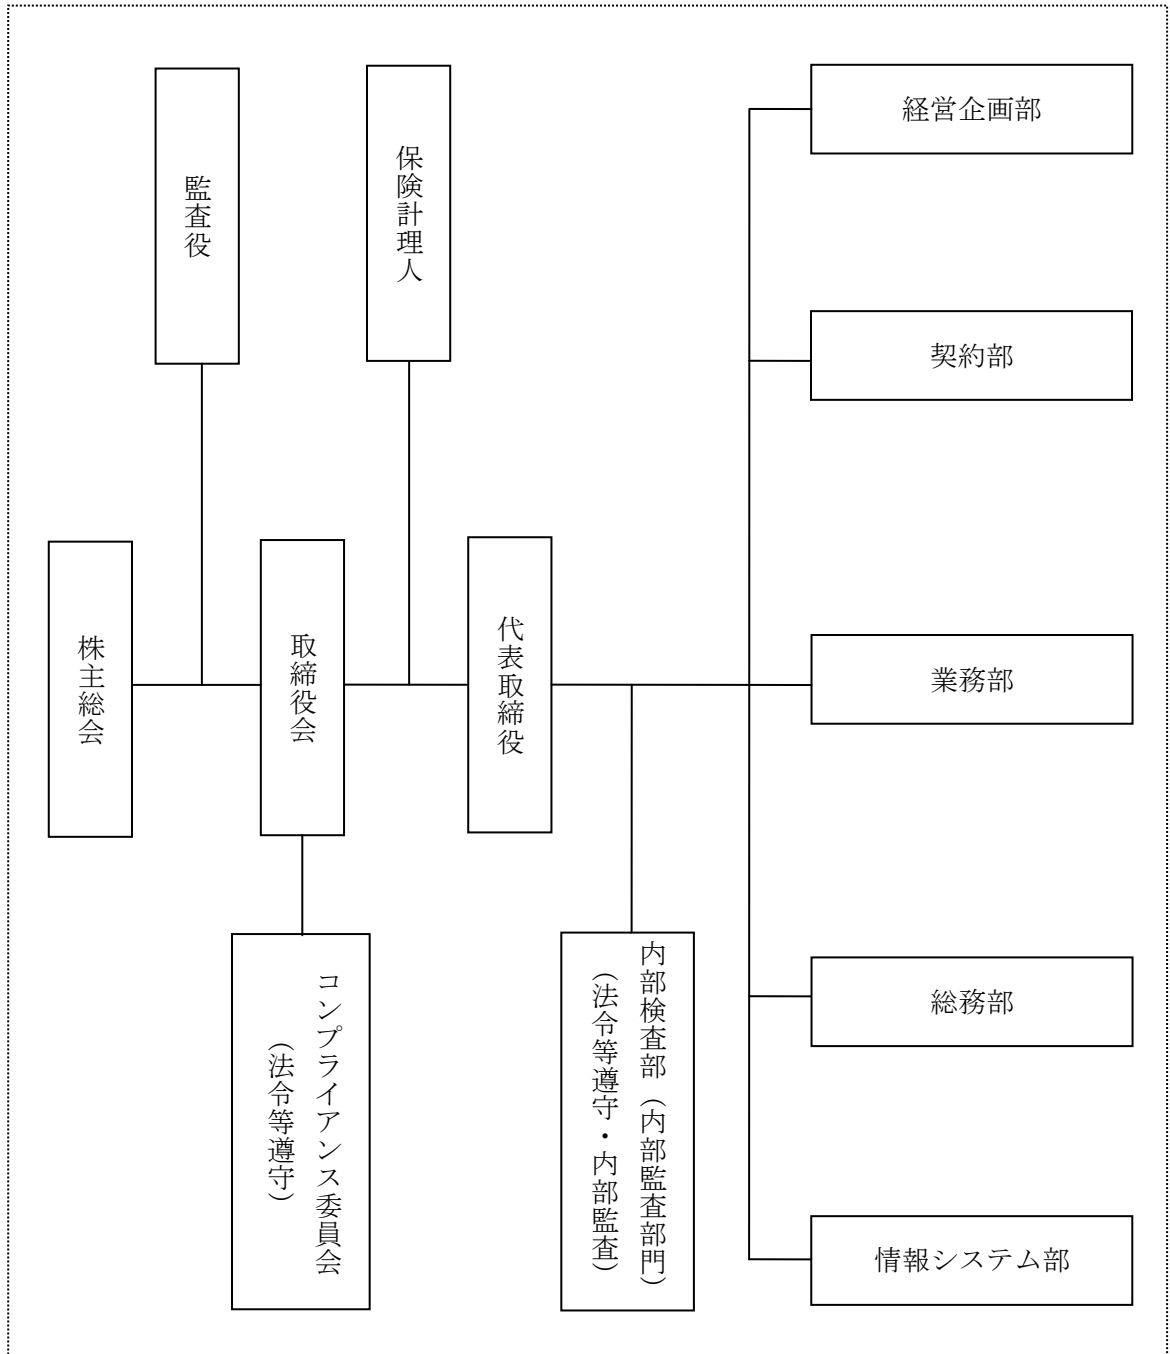 監査役
保険計理人
株主総会
取締役会
代表取締役
コンプライアンス委員会
（法令等遵守）
内部検査部（内部監査部門）
（法令等遵守・内部監査）
経営企画部
契約部
業務部
総務部
情報システム部